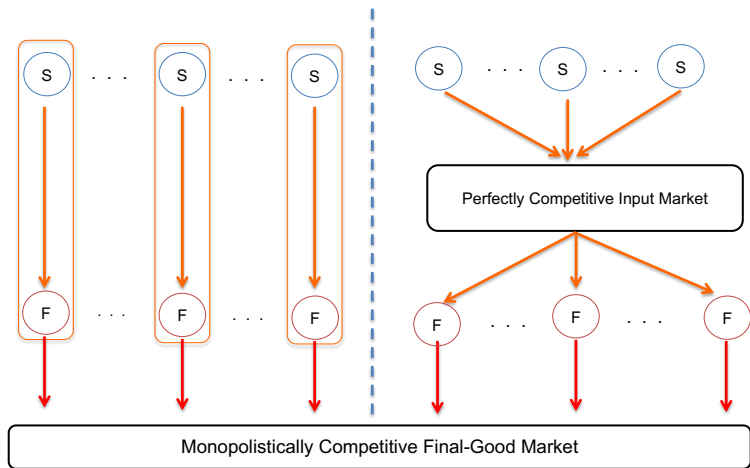 S . . . S . . . S
S . . . S . . . S
Perfectly Competitive Input Market
F . . . F . . . F
F . . . F . . . F
Monopolistically Competitive Final-Good Market